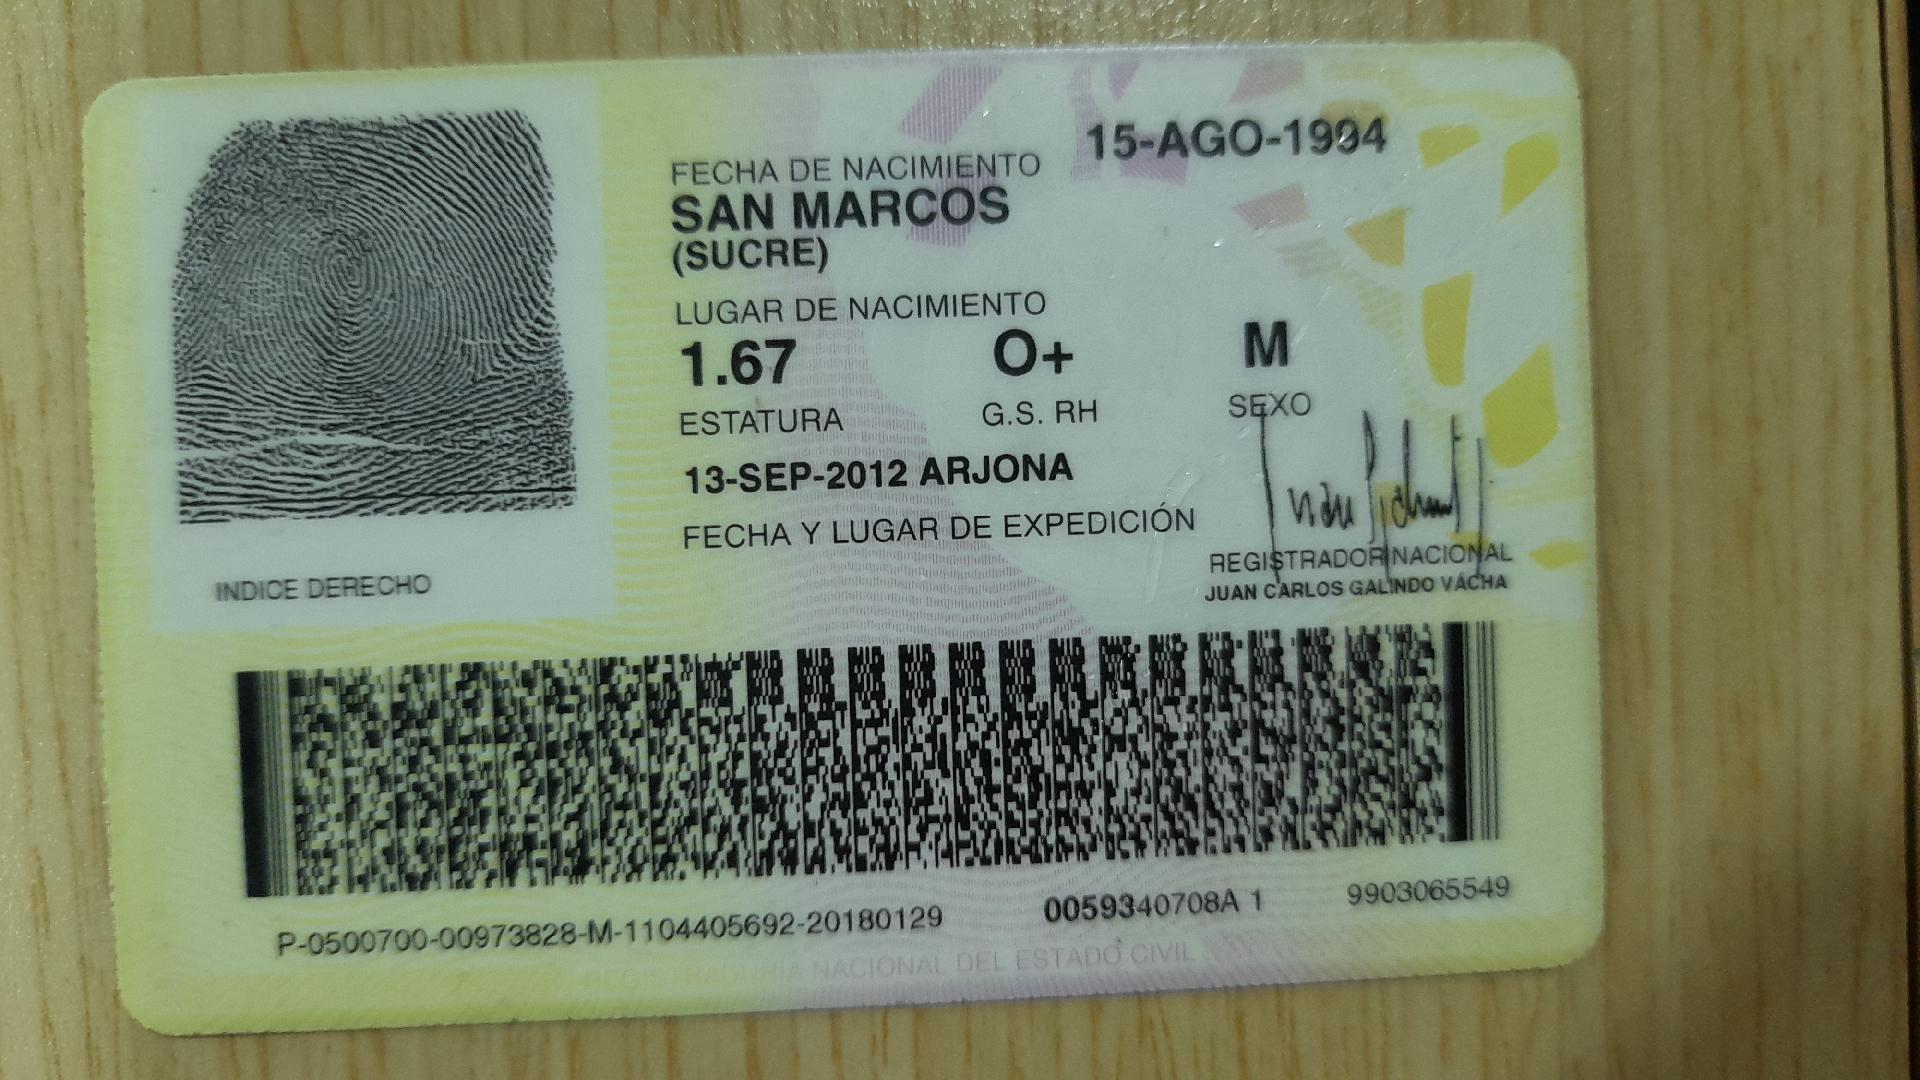 15-AGO-1994
FECHA DE NACIMIENTO
SAN MARCOS
(SUCRE)
LUGAR DE NACIMIENTO
1.67 O+ M
ESTATURA G.S. RH SEXO
13-SEP-2012 ARJONA
FECHA Y LUGAR DE EXPEDICIÓN
REGISTRADOR NACIONAL
JUAN CARLOS GALINDO VÁCHA
INDICE DERECHO
P-0500700-00973828-M-1104405692-20180129 0059340708A 1 9903065549
REGISTRADURIA NACIONAL DEL ESTADO CIVIL